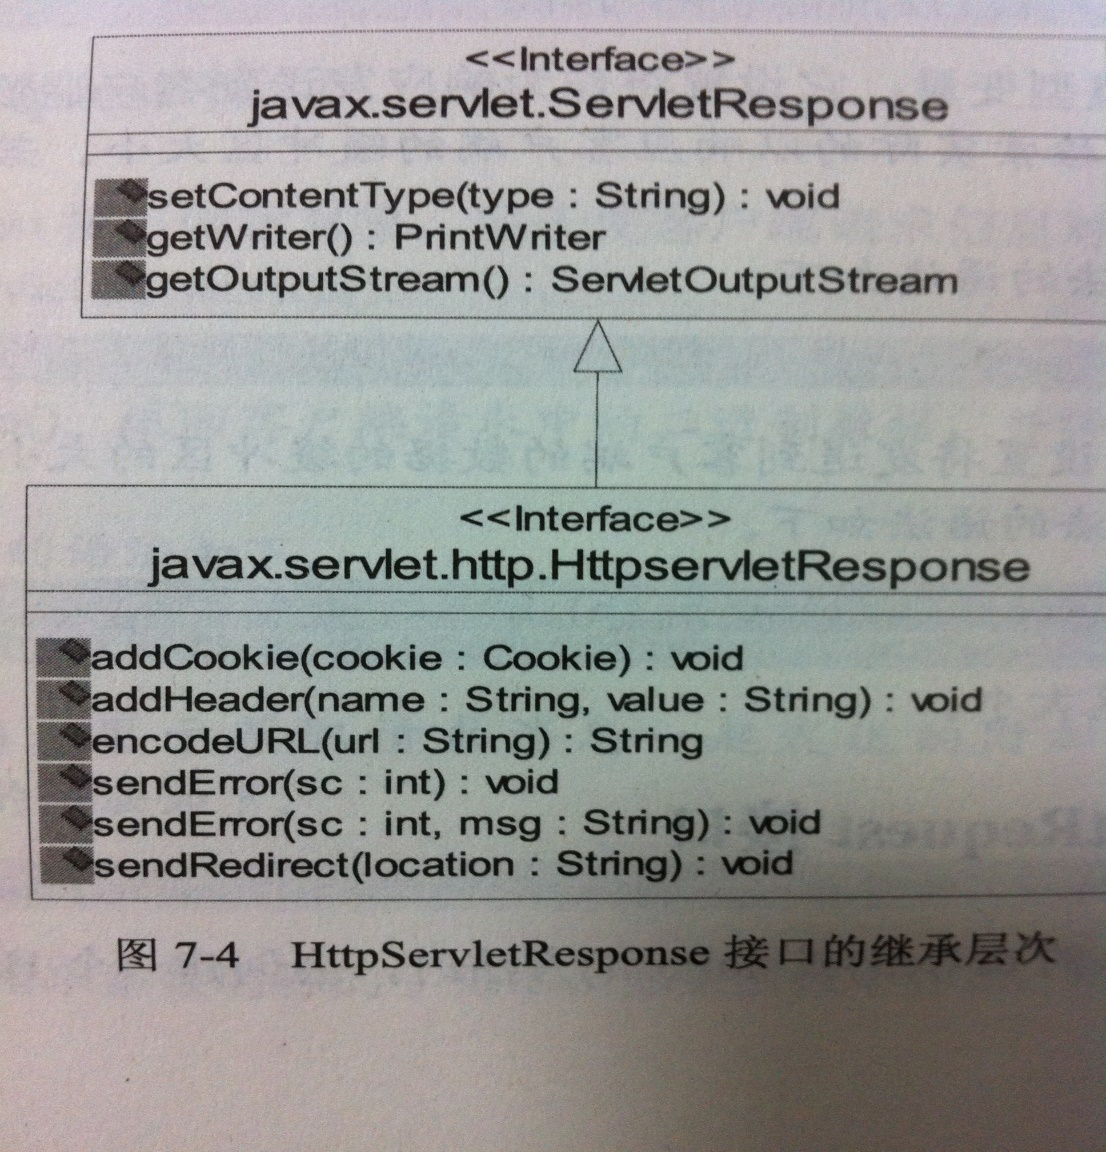 <<Interface>>
javax.servlet.ServletResponse
setContentType(type : String) : void
getWriter() : PrintWriter
getOutputStream() : ServletOutputStream
<<Interface>>
javax.servlet.http.HttpservletResponse
addCookie(cookie : Cookie) : void
addHeader(name : String, value : String) : void
encodeURL(url : String) : String
sendError(sc : int) : void
sendError(sc : int, msg : String) : void
sendRedirect(location : String) : void
图 7-4 HttpServletResponse 接口的继承层次